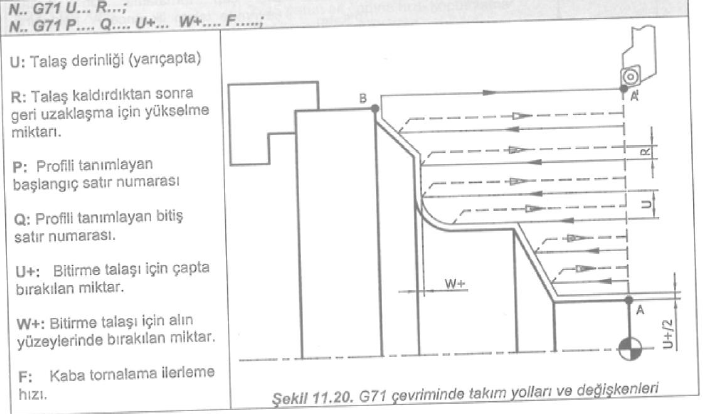 N.. G71 U... R...;
N.. G71 P.... Q.... U+... W+.... F.....;
U: Talaş derinliği (yarıçapta)
R: Talaş kaldırdıktan sonra
geri uzaklaşma için yükselme
miktarı.
P: Profili tanımlayan
başlangıç satır numarası
Q: Profili tanımlayan bitiş
satır numarası.
U+: Bitirme talaşı için çapta
bırakılan miktar.
W+: Bitirme talaşı için alın
yüzeylerinde bırakılan miktar.
F: Kaba tornalama ilerleme
hızı.
B
A'
R
U
W+
A
U+/2
Şekil 11.20. G71 çevriminde takım yolları ve değişkenleri